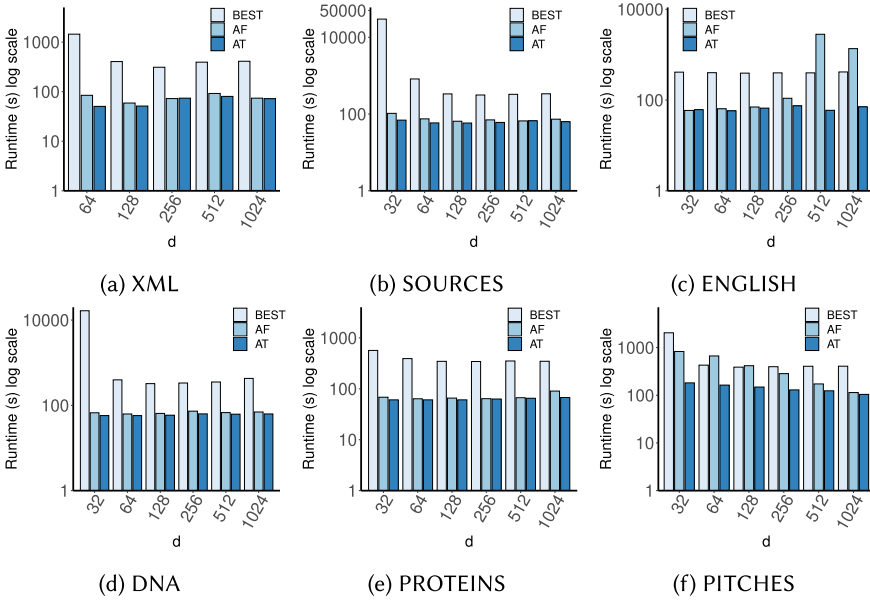 Runtime (s) log scale
1000
100
10
1
BEST
AF
AT
64
128
256
512
1024
d
(a) XML
Runtime (s) log scale
50000
10000
100
1
BEST
AF
AT
32
64
128
256
512
1024
d
(b) SOURCES
Runtime (s) log scale
10000
100
1
BEST
AF
AT
32
64
128
256
512
1024
d
(c) ENGLISH
Runtime (s) log scale
10000
100
1
BEST
AF
AT
32
64
128
256
512
1024
d
(d) DNA
Runtime (s) log scale
1000
100
10
1
BEST
AF
AT
32
64
128
256
512
1024
d
(e) PROTEINS
Runtime (s) log scale
1000
100
10
1
BEST
AF
AT
32
64
128
256
512
1024
d
(f) PITCHES